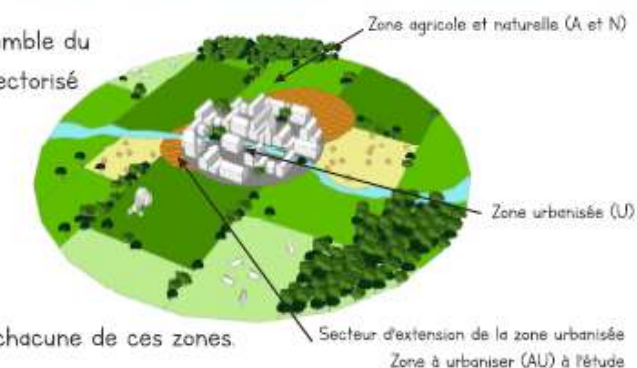 Zone agricole et naturelle (A et N)
amble du
ectorisé
Zone urbanisée (U)
chacune de ces zones.
Secteur d'extension de la zone urbanisée
Zone à urbaniser (AU) à l'étude